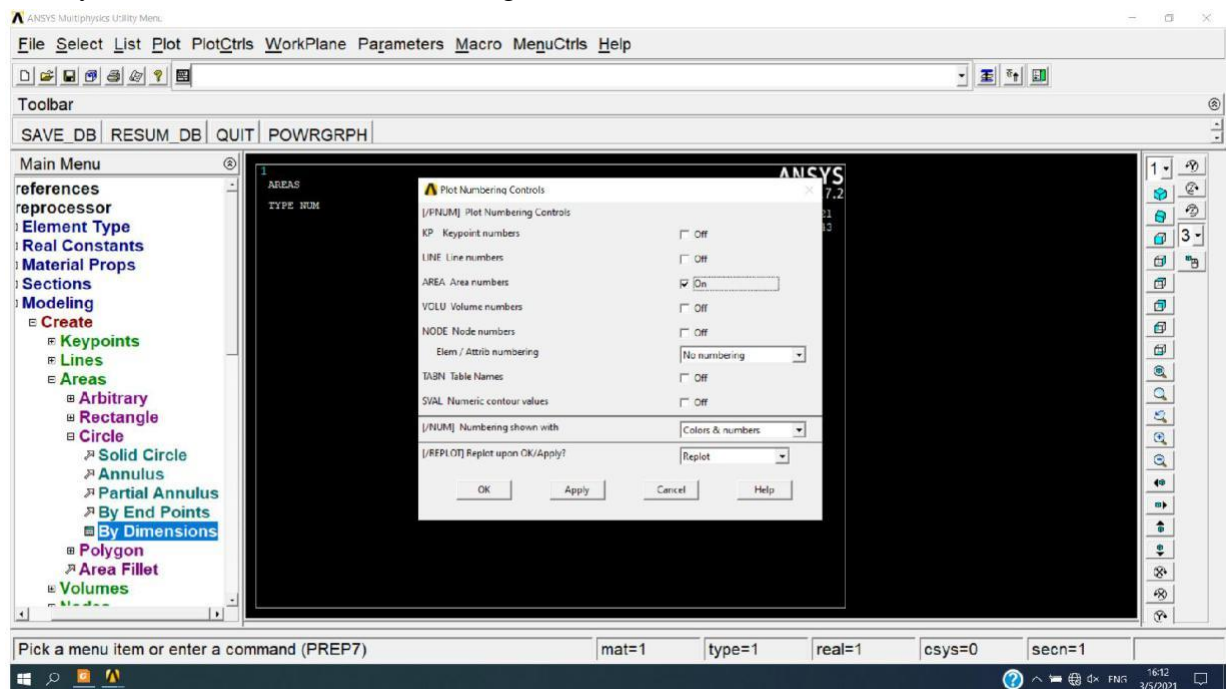 ANSYS Multiphysics Utility Menu
File Select List Plot PlotCtrls WorkPlane Parameters Macro MenuCtrls Help
Toolbar
SAVE_DB RESUM_DB QUIT POWRGRPH
Main Menu
references
reprocessor
Element Type
Real Constants
Material Props
Sections
Modeling
Create
Keypoints
Lines
Areas
Arbitrary
Rectangle
Circle
Solid Circle
Annulus
Partial Annulus
By End Points
By Dimensions
Polygon
Area Fillet
Volumes
1
AREAS
TYPE NUM
ANSYS
7.2
21
Plot Numbering Controls
[/PNUM] Plot Numbering Controls
KP Keypoint numbers Off
LINE Line numbers Off
AREA Area numbers On
VOLU Volume numbers Off
NODE Node numbers Off
Elem / Attrib numbering No numbering
TABN Table Names Off
SVAL Numeric contour values Off
[/NUM] Numbering shown with Colors & numbers
[/REPLOT] Replot upon OK/Apply? Replot
OK Apply Cancel Help
1
3
Pick a menu item or enter a command (PREP7) mat=1 type=1 real=1 csys=0 secn=1
ENG
16:12
3/5/2021